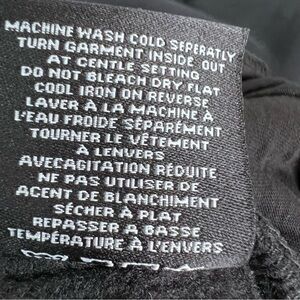 MACHINE WASH COLD SEPERATLY
TURN GARMENT INSIDE OUT
AT GENTLE SETTING
DO NOT BLEACH DRY FLAT
COOL IRON ON REVERSE
LAVER À LA MACHINE À
L'EAU FROIDE SÉPARÉMENT
TOURNER LE VÊTEMENT
À LENVERS
AVECAGITATION RÉDUITE
NE PAS UTILISER DE
AGENT DE BLANCHIMENT
SÉCHER À PLAT
REPASSER A BASSE
TEMPÉRATURE À L'ENVERS